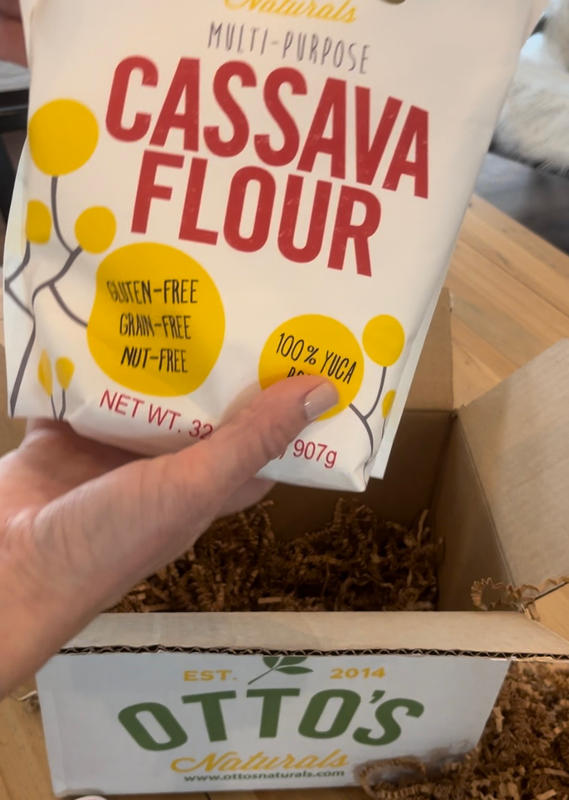 Naturals
MULTI-PURPOSE
CASSAVA
FLOUR
GLUTEN-FREE
GRAIN-FREE
NUT-FREE
100% YUCA
NET WT. 32 907g
EST. 2014
OTTO'S
Naturals
www.ottosnaturals.com